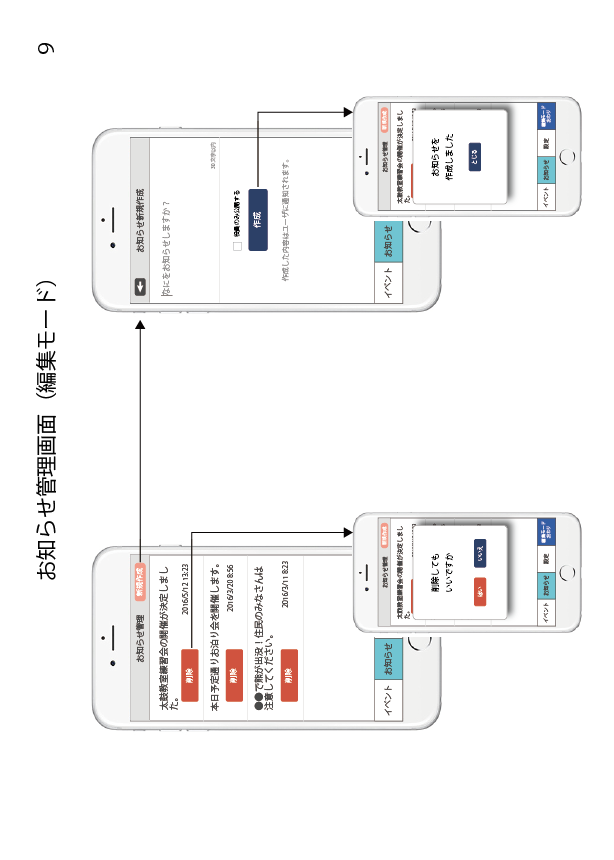 お知らせ管理画面（編集モード）
9
お知らせ管理
新規作成
太鼓教室練習会の開催が決定しまし
た。
削除
2016/5/12 13:23
本日予定通りお泊り会を開催します。
削除
2016/3/20 8:56
●●で熊が出没！住民のみなさんは
注意してください。
削除
2016/3/11 8:23
イベント
お知らせ
お知らせ管理
新規作成
太鼓教室練習会の開催が決定しまし
た。
削除しても
いいですか
はい
いいえ
イベント
お知らせ
設定
編集モード
おわり
お知らせ新規作成
なにをお知らせしますか？
30文字以内
役員のみ公開する
作成
作成した内容はユーザに通知されます。
イベント
お知らせ
お知らせ管理
新規作成
太鼓教室練習会の開催が決定しまし
た。
お知らせを
作成しました
とじる
イベント
お知らせ
設定
編集モード
おわり